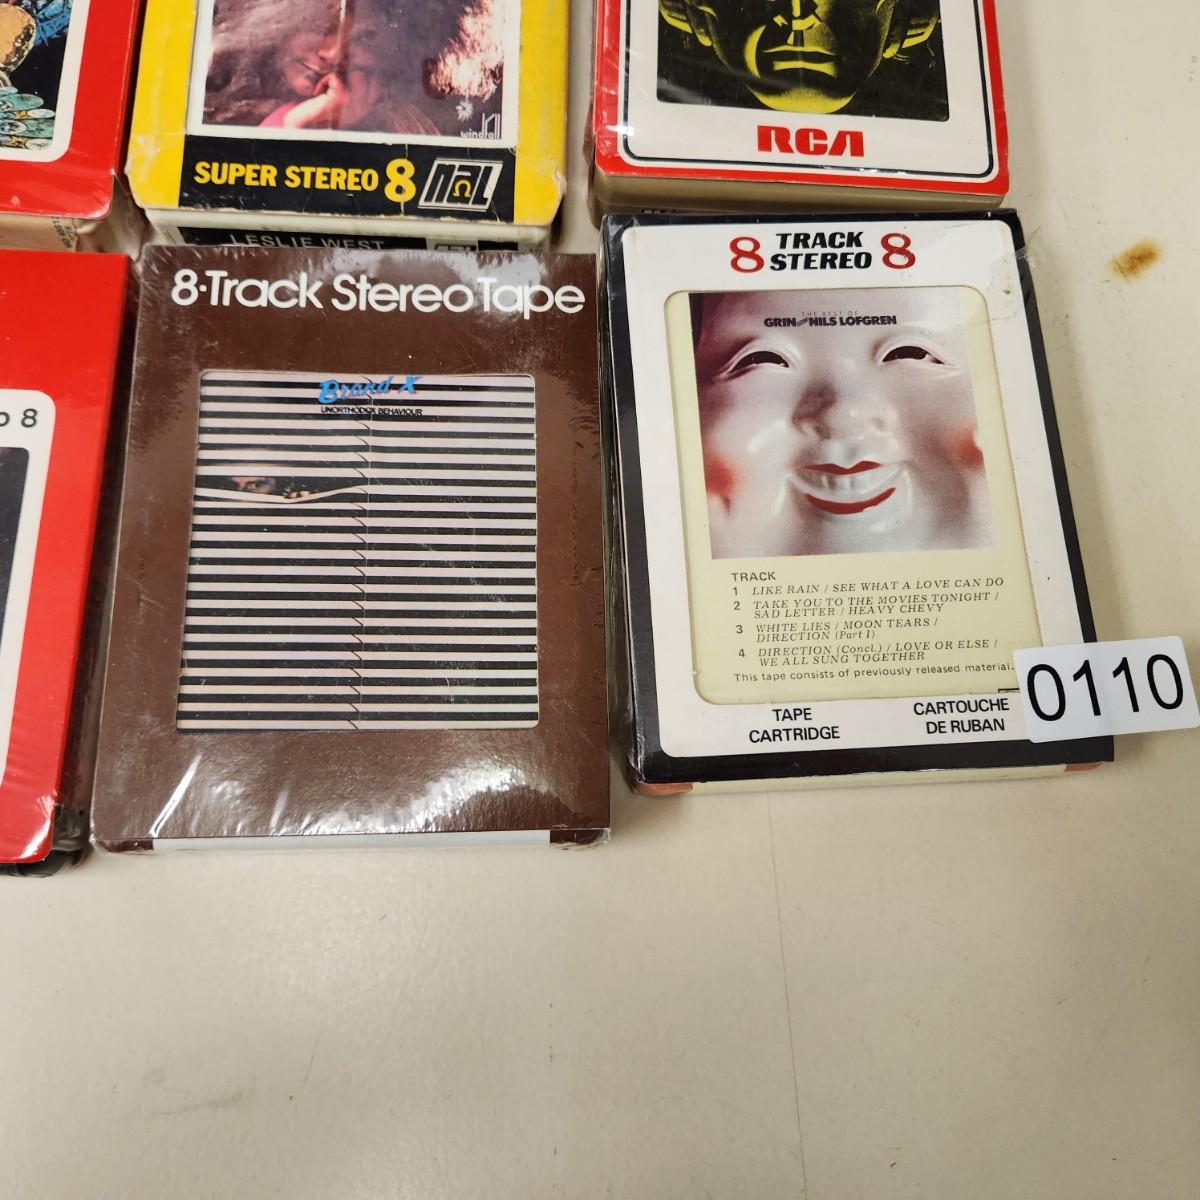 windfall
SUPER STEREO 8
RCA
LESLIE WEST
8 TRACK STEREO 8
8·Track Stereo Tape
THE BEST OF
GRIN NILS LOFGREN
Brand X
UNORTHODOX BEHAVIOUR
o 8
TRACK
1 LIKE RAIN / SEE WHAT A LOVE CAN DO
2 TAKE YOU TO THE MOVIES TONIGHT /
SAD LETTER / HEAVY CHEVY
3 WHITE LIES / MOON TEARS /
DIRECTION (Part I)
4 DIRECTION (Concl.) / LOVE OR ELSE /
WE ALL SUNG TOGETHER
This tape consists of previously released material.
TAPE
CARTRIDGE
CARTOUCHE
DE RUBAN
0110